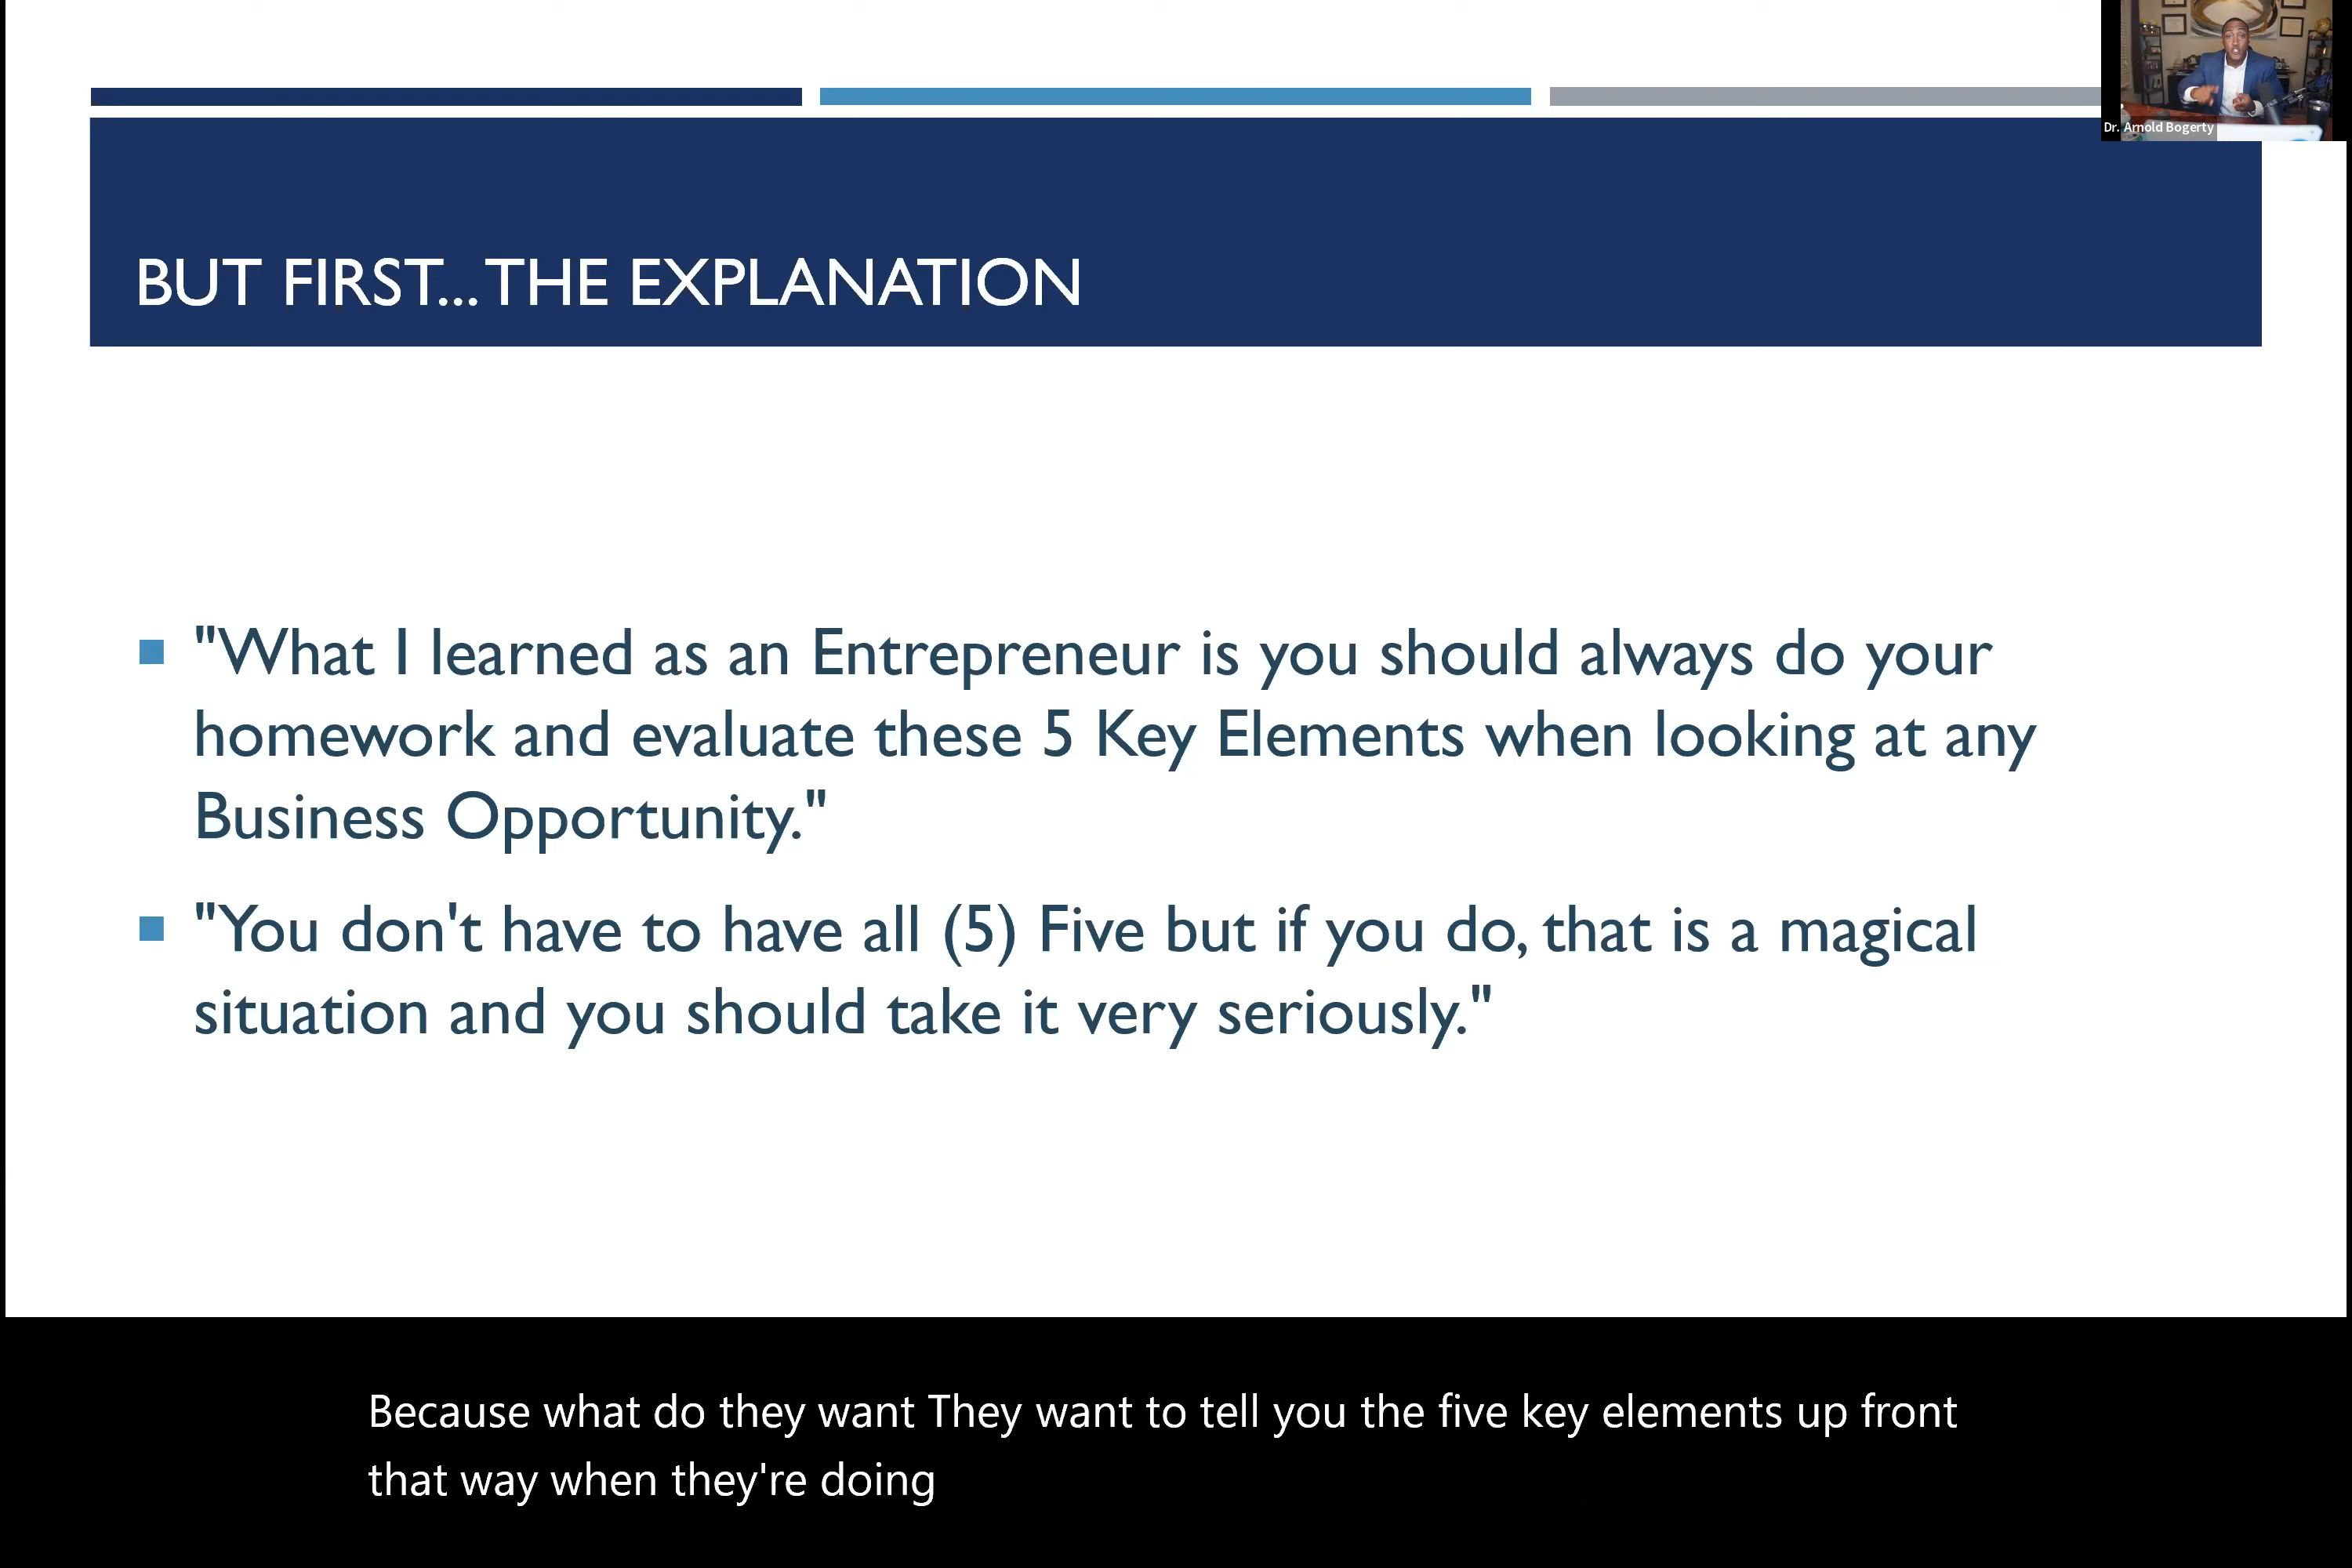 Dr. Arnold Bogerty
BUT FIRST...THE EXPLANATION
"What I learned as an Entrepreneur is you should always do your
homework and evaluate these 5 Key Elements when looking at any
Business Opportunity."
"You don't have to have all (5) Five but if you do, that is a magical
situation and you should take it very seriously."
Because what do they want They want to tell you the five key elements up front
that way when they're doing